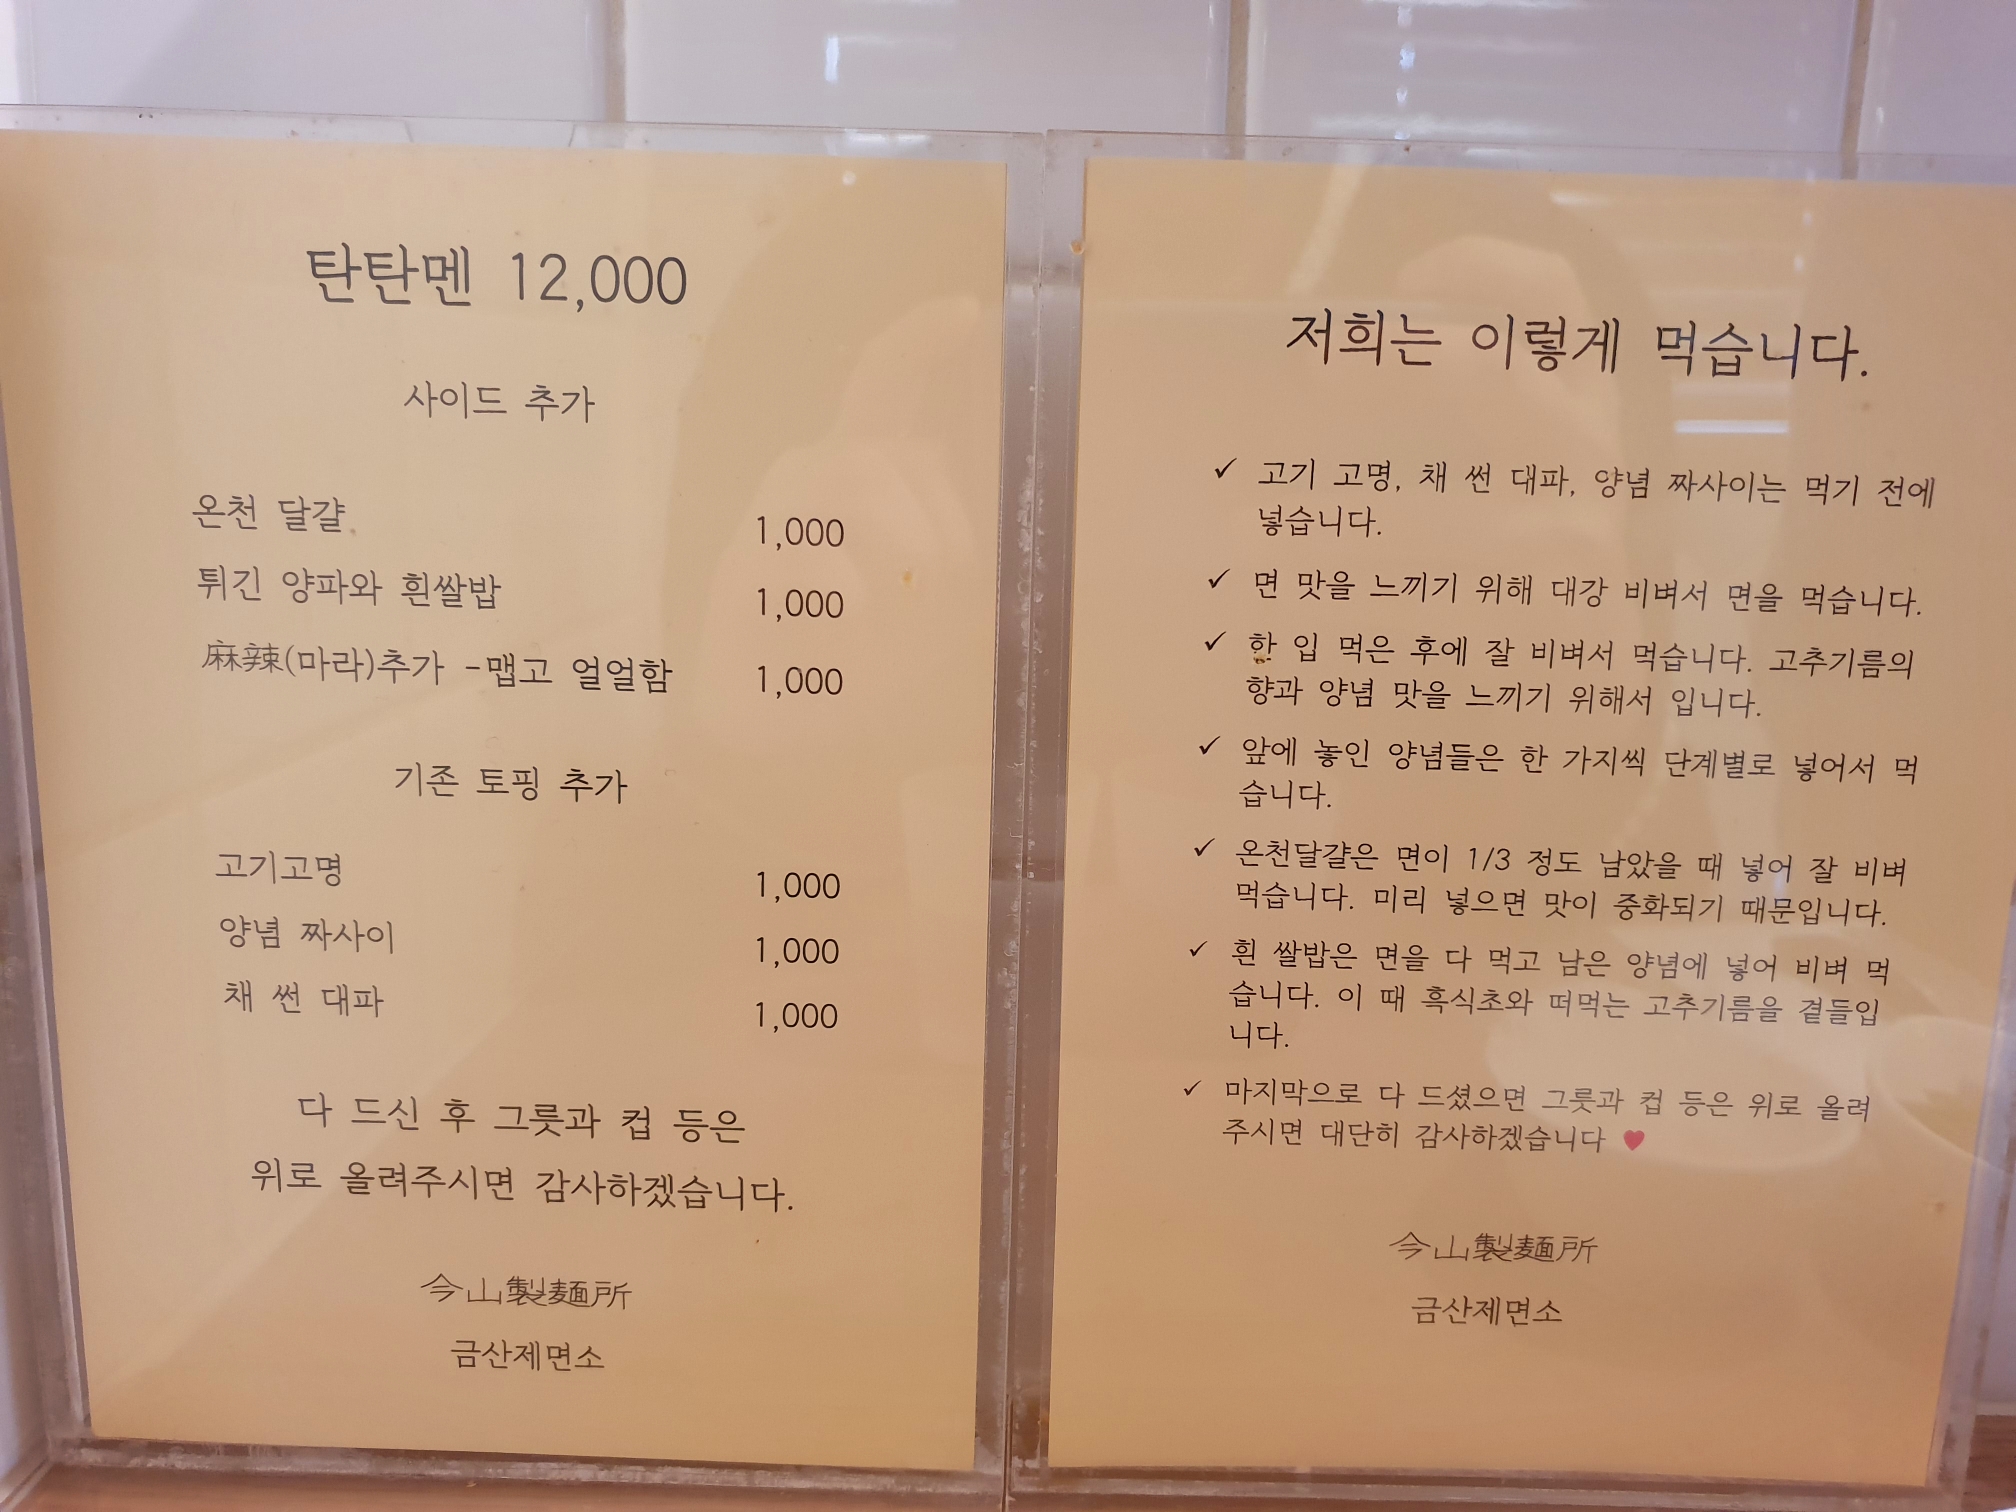 탄탄멘 12,000
사이드 추가
온천 달걀 1,000
튀긴 양파와 흰쌀밥 1,000
麻辣(마라)추가 -맵고 얼얼함 1,000
기존 토핑 추가
고기고명 1,000
양념 짜사이 1,000
채 썬 대파 1,000
다 드신 후 그릇과 컵 등은
위로 올려주시면 감사하겠습니다.
今山製麵所
금산제면소
저희는 이렇게 먹습니다.
✓ 고기 고명, 채 썬 대파, 양념 짜사이는 먹기 전에
넣습니다.
✓ 면 맛을 느끼기 위해 대강 비벼서 면을 먹습니다.
✓ 한 입 먹은 후에 잘 비벼서 먹습니다. 고추기름의
향과 양념 맛을 느끼기 위해서 입니다.
✓ 앞에 놓인 양념들은 한 가지씩 단계별로 넣어서 먹
습니다.
✓ 온천달걀은 면이 1/3 정도 남았을 때 넣어 잘 비벼
먹습니다. 미리 넣으면 맛이 중화되기 때문입니다.
✓ 흰 쌀밥은 면을 다 먹고 남은 양념에 넣어 비벼 먹
습니다. 이 때 흑식초와 떠먹는 고추기름을 곁들입
니다.
✓ 마지막으로 다 드셨으면 그릇과 컵 등은 위로 올려
주시면 대단히 감사하겠습니다 ♥
今山製麵所
금산제면소